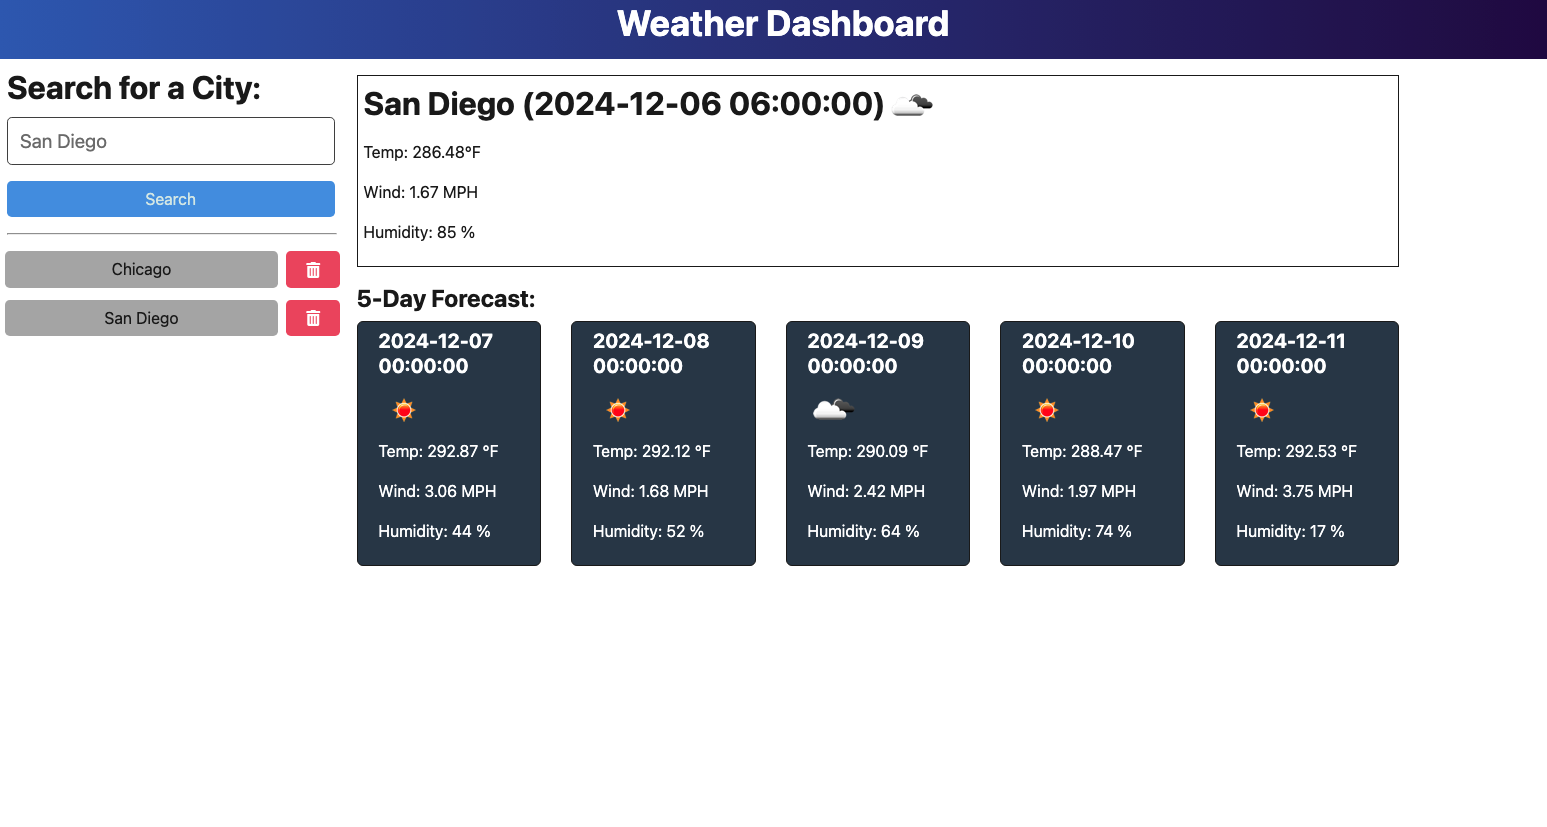 Weather Dashboard
Search for a City:
San Diego
Search
Chicago
San Diego
San Diego (2024-12-06 06:00:00)
Temp: 286.48°F
Wind: 1.67 MPH
Humidity: 85 %
5-Day Forecast:
2024-12-07
00:00:00
Temp: 292.87 °F
Wind: 3.06 MPH
Humidity: 44 %
2024-12-08
00:00:00
Temp: 292.12 °F
Wind: 1.68 MPH
Humidity: 52 %
2024-12-09
00:00:00
Temp: 290.09 °F
Wind: 2.42 MPH
Humidity: 64 %
2024-12-10
00:00:00
Temp: 288.47 °F
Wind: 1.97 MPH
Humidity: 74 %
2024-12-11
00:00:00
Temp: 292.53 °F
Wind: 3.75 MPH
Humidity: 17 %